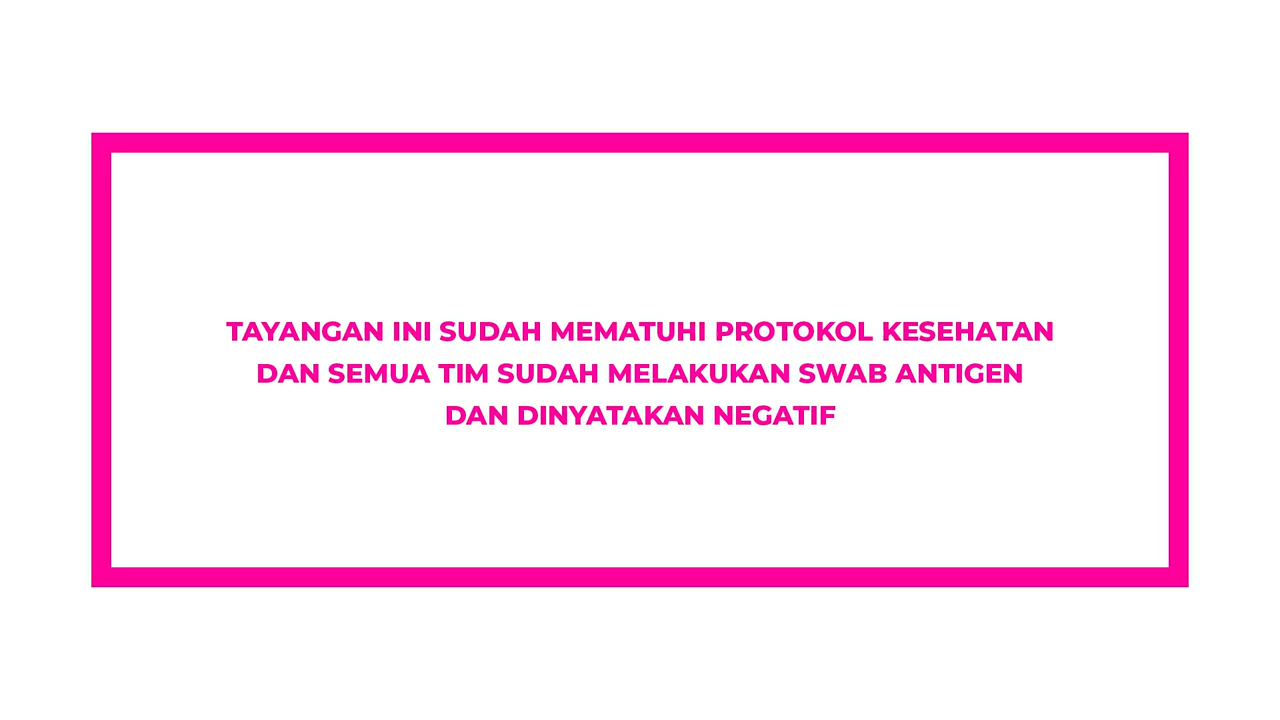 TAYANGAN INI SUDAH MEMATUHI PROTOKOL KESEHATAN
DAN SEMUA TIM SUDAH MELAKUKAN SWAB ANTIGEN
DAN DINYATAKAN NEGATIF